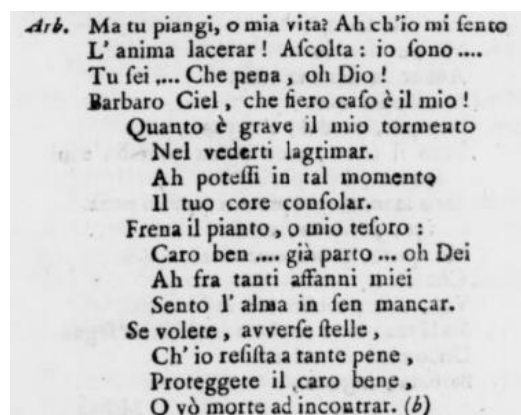 Arb. Ma tu piangi, o mia vita? Ah ch'io mi ſento
L' anima lacerar! Aſcolta: io ſono....
Tu ſei .... Che pena, oh Dio!
Barbaro Ciel, che fiero caſo è il mio!
Quanto è grave il mio tormento
Nel vederti lagrimar.
Ah poteſſi in tal momento
Il tuo core conſolar.
Frena il pianto, o mio teſoro:
Caro ben .... già parto ... oh Dei
Ah fra tanti affanni miei
Sento l' alma in ſen mançar.
Se volete, avverſe ſtelle,
Ch' io reſiſta a tante pene,
Proteggete il caro bene,
O vò morte ad incontrar. (b)